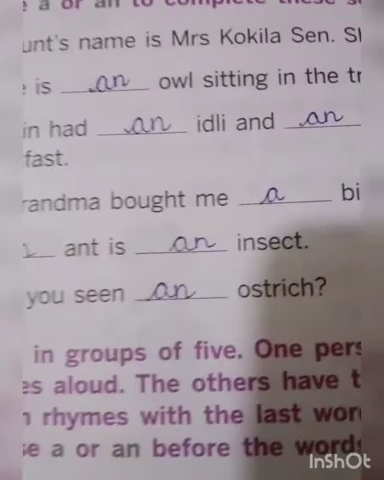 a or an to complete these s
unt's name is Mrs Kokila Sen. Sh
is an owl sitting in the tr
in had an idli and an
fast.
randma bought me a bi
ant is an insect.
you seen an ostrich?
in groups of five. One pers
es aloud. The others have t
n rhymes with the last wor
se a or an before the words
InShOt